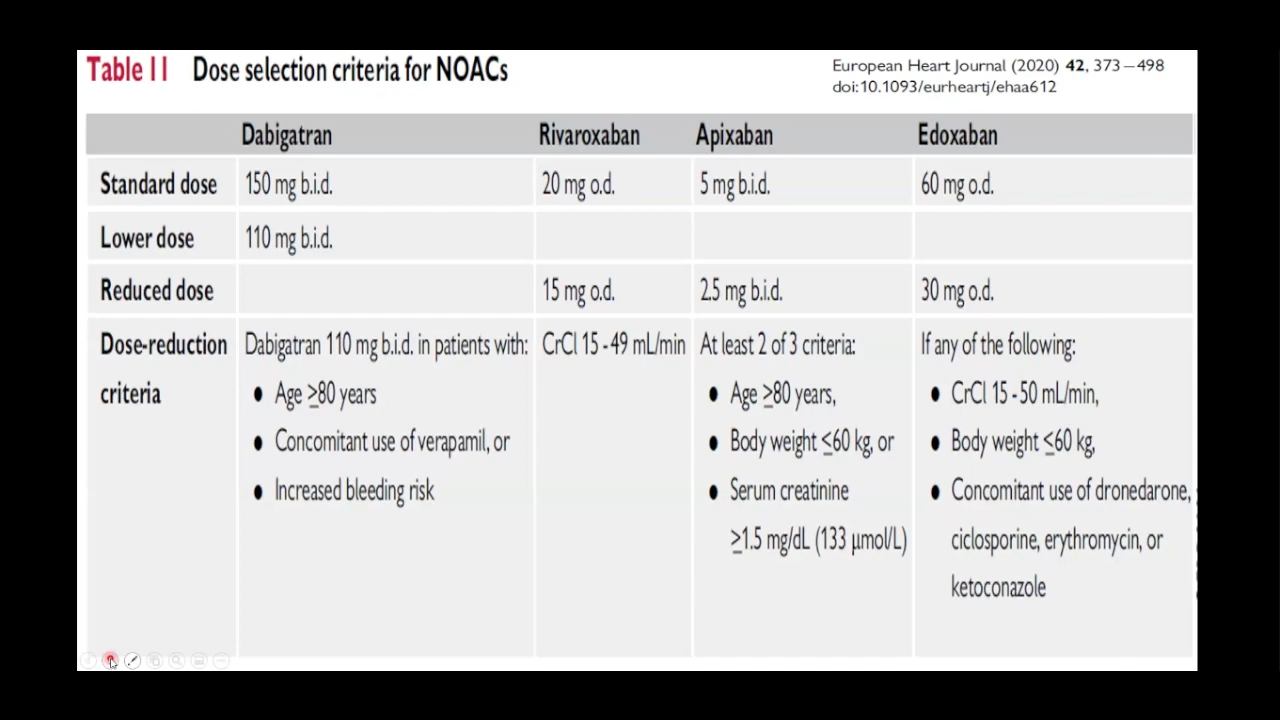 Table 11 Dose selection criteria for NOACs
European Heart Journal (2020) 42, 373–498
doi:10.1093/eurheartj/ehaa612
Dabigatran Rivaroxaban Apixaban Edoxaban
Standard dose 150 mg b.i.d. 20 mg o.d. 5 mg b.i.d. 60 mg o.d.
Lower dose 110 mg b.i.d.
Reduced dose 15 mg o.d. 2.5 mg b.i.d. 30 mg o.d.
Dose-reduction
criteria
Dabigatran 110 mg b.i.d. in patients with:
● Age ≥80 years
● Concomitant use of verapamil, or
● Increased bleeding risk
CrCl 15 - 49 mL/min
At least 2 of 3 criteria:
● Age ≥80 years,
● Body weight ≤60 kg, or
● Serum creatinine
≥1.5 mg/dL (133 μmol/L)
If any of the following:
● CrCl 15 - 50 mL/min,
● Body weight ≤60 kg,
● Concomitant use of dronedarone,
ciclosporine, erythromycin, or
ketoconazole